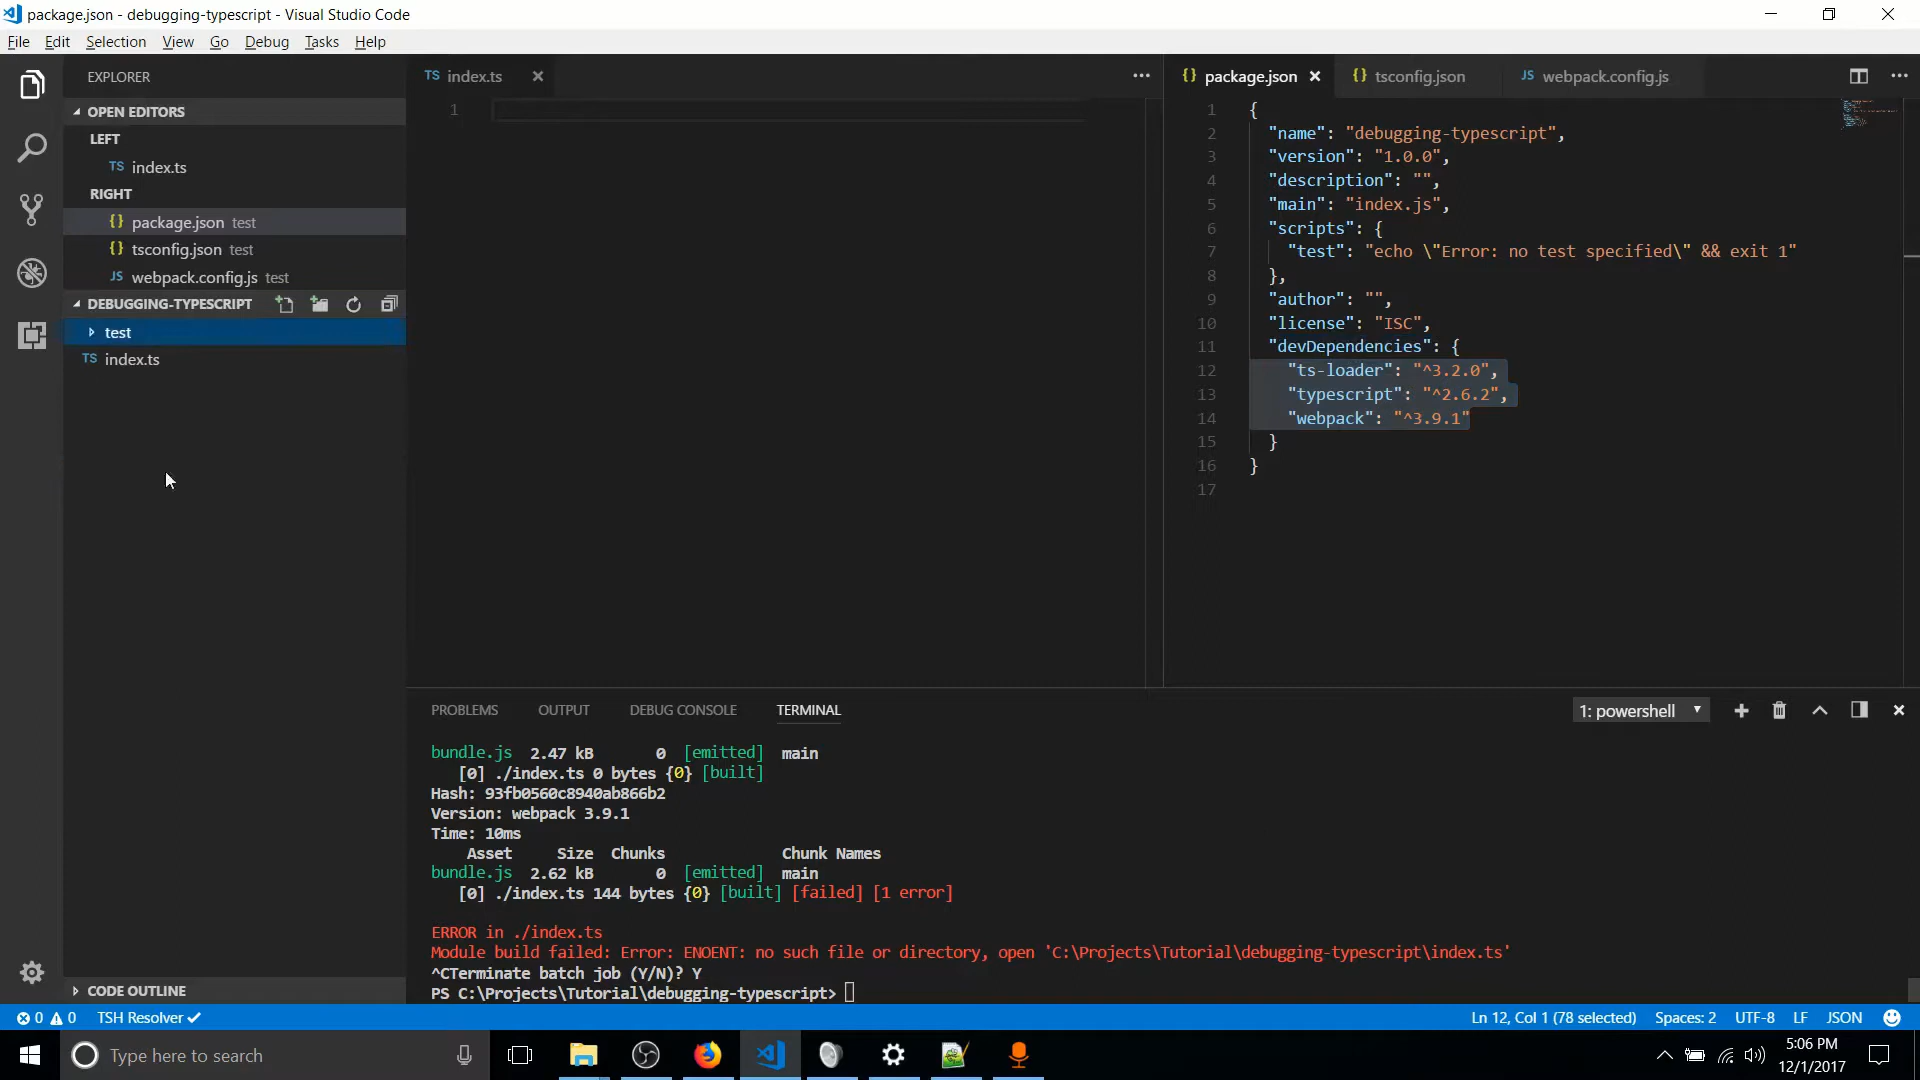 package.json - debugging-typescript - Visual Studio Code
File Edit Selection View Go Debug Tasks Help
EXPLORER
OPEN EDITORS
LEFT
TS index.ts
RIGHT
{} package.json test
{} tsconfig.json test
JS webpack.config.js test
DEBUGGING-TYPESCRIPT
test
TS index.ts
CODE OUTLINE
TS index.ts
1
{} package.json
{} tsconfig.json
JS webpack.config.js
1 {
2 "name": "debugging-typescript",
3 "version": "1.0.0",
4 "description": "",
5 "main": "index.js",
6 "scripts": {
7 "test": "echo \"Error: no test specified\" && exit 1"
8 },
9 "author": "",
10 "license": "ISC",
11 "devDependencies": {
12 "ts-loader": "^3.2.0",
13 "typescript": "^2.6.2",
14 "webpack": "^3.9.1"
15 }
16 }
17
PROBLEMS OUTPUT DEBUG CONSOLE TERMINAL
1: powershell
bundle.js 2.47 kB 0 [emitted] main
[0] ./index.ts 0 bytes {0} [built]
Hash: 93fb0560c8940ab866b2
Version: webpack 3.9.1
Time: 10ms
Asset Size Chunks Chunk Names
bundle.js 2.62 kB 0 [emitted] main
[0] ./index.ts 144 bytes {0} [built] [failed] [1 error]
ERROR in ./index.ts
Module build failed: Error: ENOENT: no such file or directory, open 'C:\Projects\Tutorial\debugging-typescript\index.ts'
^CTerminate batch job (Y/N)? Y
PS C:\Projects\Tutorial\debugging-typescript>
0 0 TSH Resolver Ln 12, Col 1 (78 selected) Spaces: 2 UTF-8 LF JSON
Type here to search
5:06 PM
12/1/2017